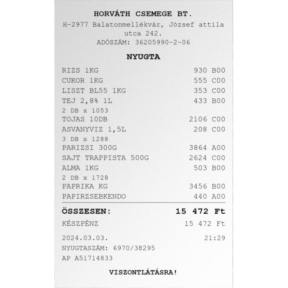 HORVÁTH CSEMEGE BT.
H-2977 Balatonmellékváz, József attila
utca 242.
ADÓSZÁM: 36205990-2-06
NYUGTA
RIZS 1KG 930 B00
CUKOR 1KG 555 C00
LISZT BL55 1KG 353 C00
TEJ 2,8% 1L 433 B00
2 DB x 1053
TOJAS 10DB 2106 C00
ASVANYVIZ 1,5L 208 C00
3 DB x 1288
PARIZSI 300G 3864 A00
SAJT TRAPPISTA 500G 2624 C00
ALMA 1KG 503 B00
2 DB x 1728
PAPRIKA KG 3456 B00
PAPIRZSEBKENDO 440 A00
ÖSSZESEN: 15 472 Ft
KÉSZPÉNZ 15 472 Ft
2024.03.03. 21:29
NYUGTASZÁM: 6970/38295
AP A51714833
VISZONTLÁTÁSRA!